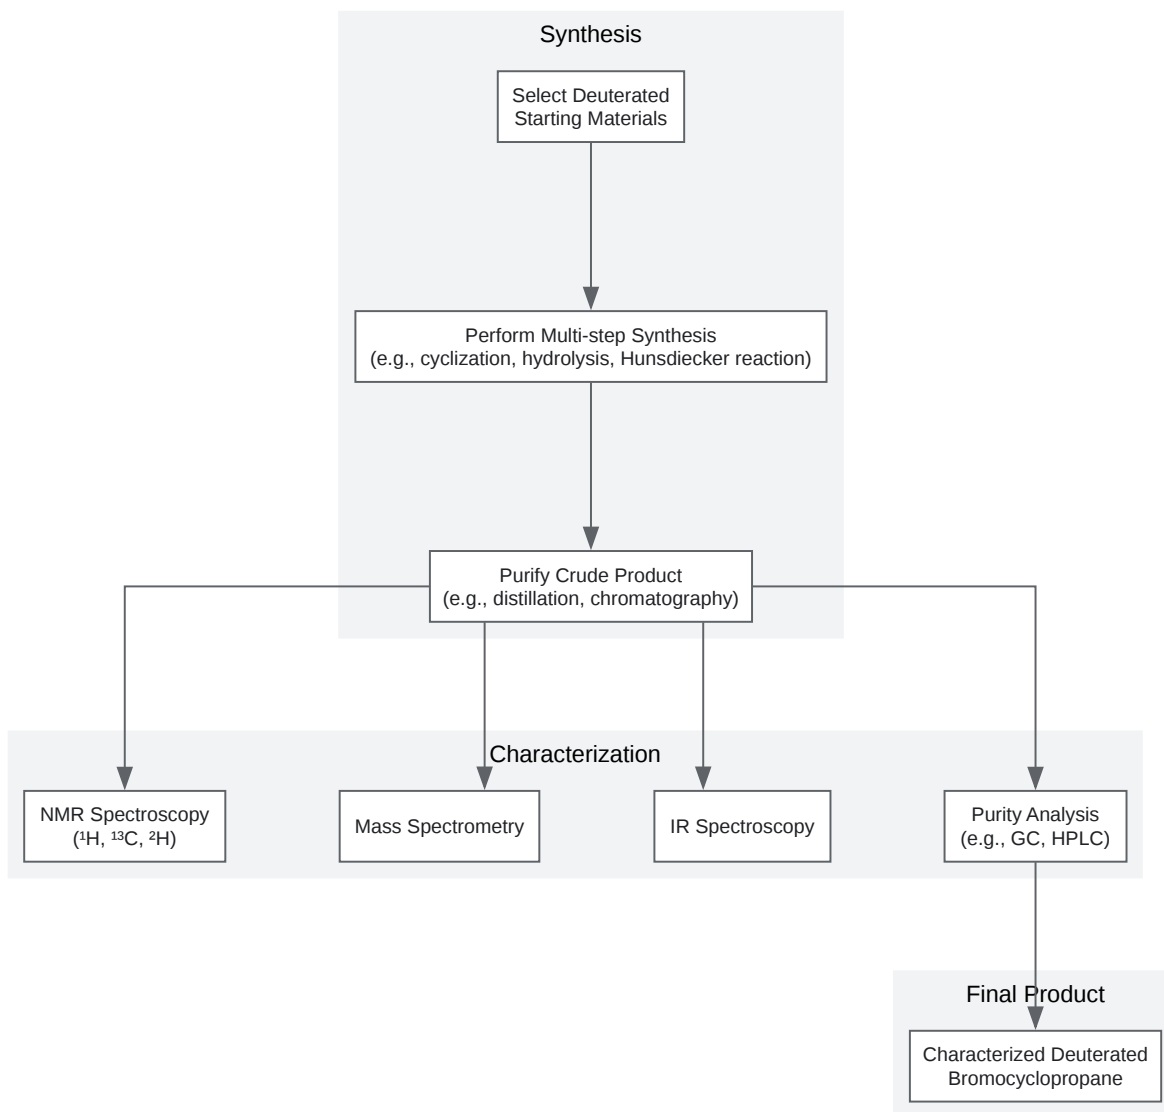 Synthesis
Select Deuterated
Starting Materials
Perform Multi-step Synthesis
(e.g., cyclization, hydrolysis, Hunsdiecker reaction)
Purify Crude Product
(e.g., distillation, chromatography)
Characterization
NMR Spectroscopy
(¹H, ¹³C, ²H)
Mass Spectrometry
IR Spectroscopy
Purity Analysis
(e.g., GC, HPLC)
Final Product
Characterized Deuterated
Bromocyclopropane